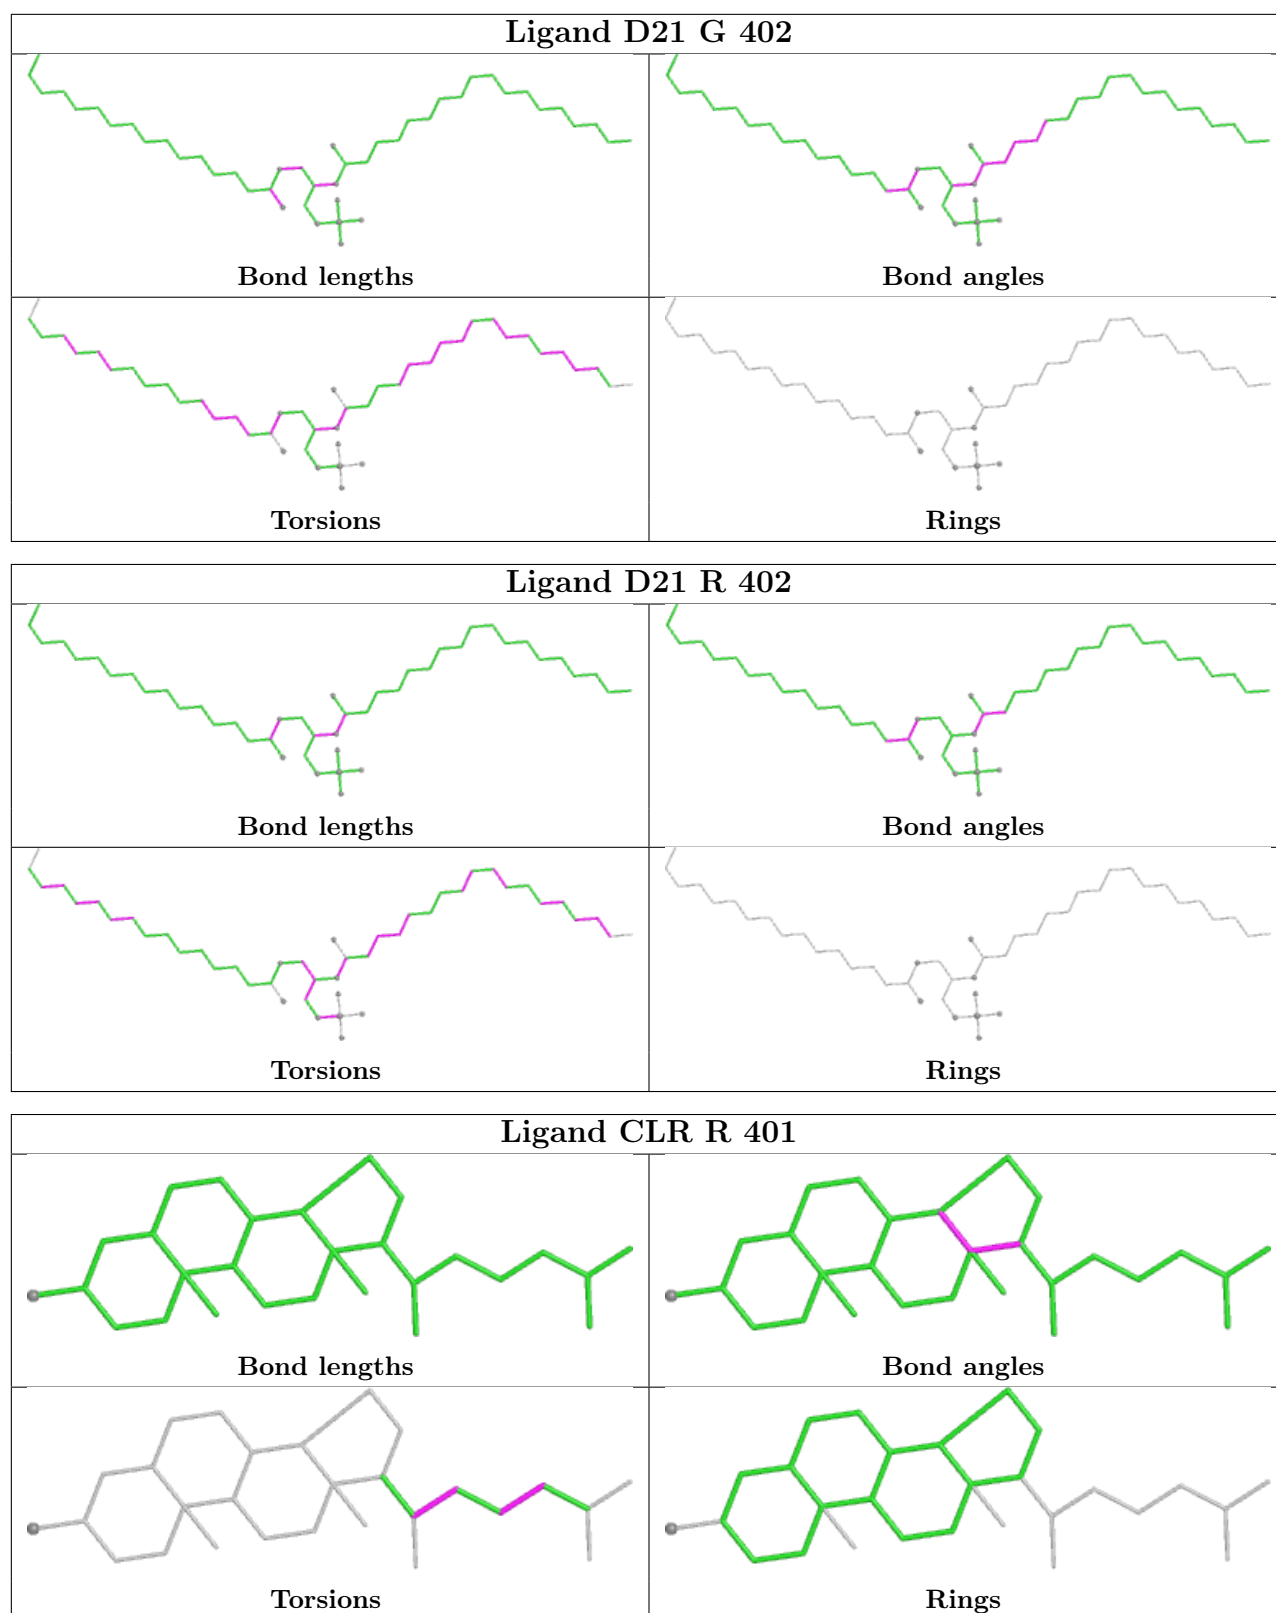 Ligand D21 G 402
Bond lengths
Bond angles
Torsions
Rings
Ligand D21 R 402
Bond lengths
Bond angles
Torsions
Rings
Ligand CLR R 401
Bond lengths
Bond angles
Torsions
Rings